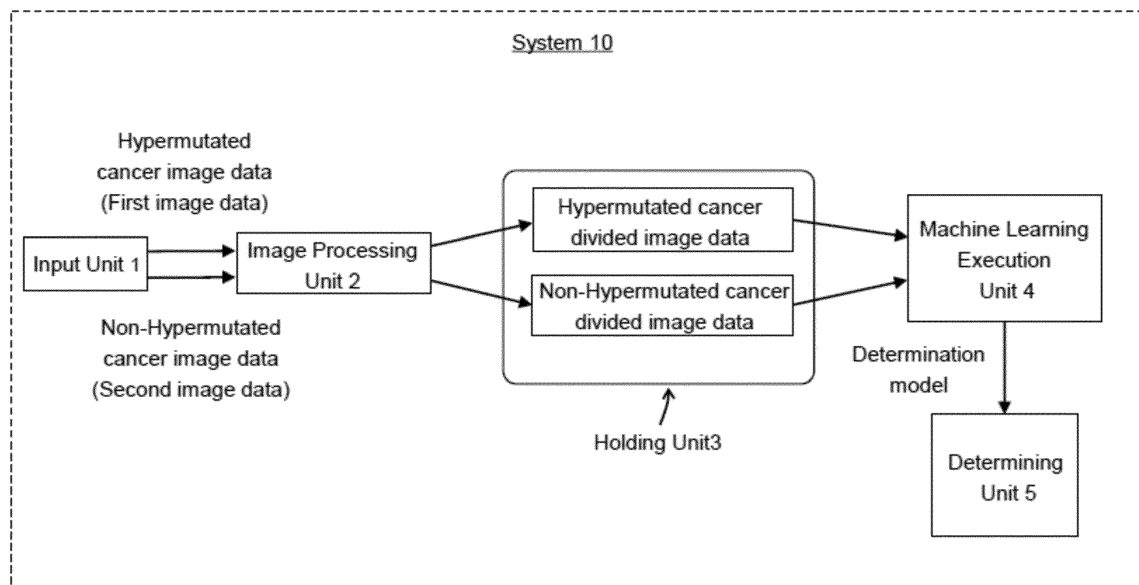 System 10
Hypermutated
cancer image data
(First image data)
Input Unit 1
Image Processing
Unit 2
Non-Hypermutated
cancer image data
(Second image data)
Hypermutated cancer
divided image data
Non-Hypermutated cancer
divided image data
Holding Unit3
Machine Learning
Execution
Unit 4
Determination
model
Determining
Unit 5